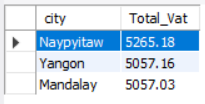 city Total_Vat
Naypyitaw 5265.18
Yangon 5057.16
Mandalay 5057.03